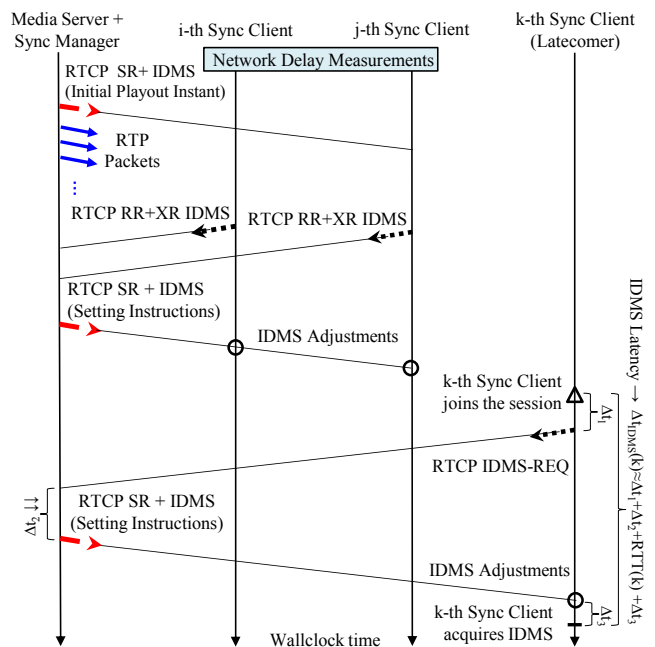 Media Server +
Sync Manager
i-th Sync Client
j-th Sync Client
k-th Sync Client
(Latecomer)
Network Delay Measurements
RTCP SR+ IDMS
(Initial Playout Instant)
RTP
Packets
...
RTCP RR+XR IDMS
RTCP RR+XR IDMS
RTCP SR + IDMS
(Setting Instructions)
IDMS Adjustments
k-th Sync Client
joins the session
Δt₁
RTCP IDMS-REQ
Δt₂ ↓↓
RTCP SR + IDMS
(Setting Instructions)
IDMS Adjustments
k-th Sync Client
acquires IDMS
Δt₃
IDMS Latency → Δt_IDMS(k)≈Δt₁+Δt₂+RTT(k) +Δt₃
Wallclock time